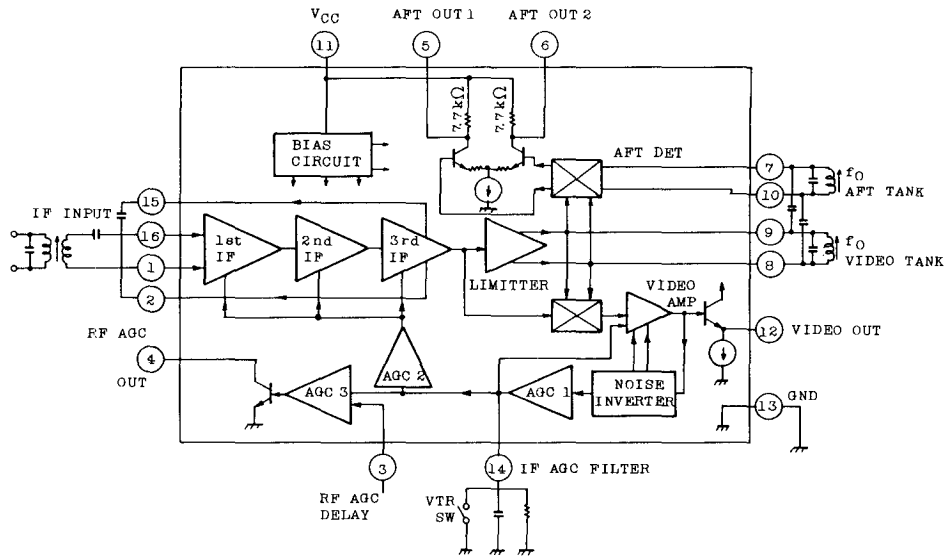 VCC
AFT OUT 1
AFT OUT 2
11
5
6
7.7kΩ
7.7kΩ
BIAS
CIRCUIT
AFT DET
7
fO
AFT TANK
10
15
IF INPUT
16
1st
IF
2nd
IF
3rd
IF
9
fO
VIDEO TANK
1
LIMITTER
8
2
VIDEO
AMP
RF AGC
4
OUT
12
VIDEO OUT
AGC 2
AGC 3
AGC 1
NOISE
INVERTER
13
GND
3
14
IF AGC FILTER
RF AGC
DELAY
VTR
SW